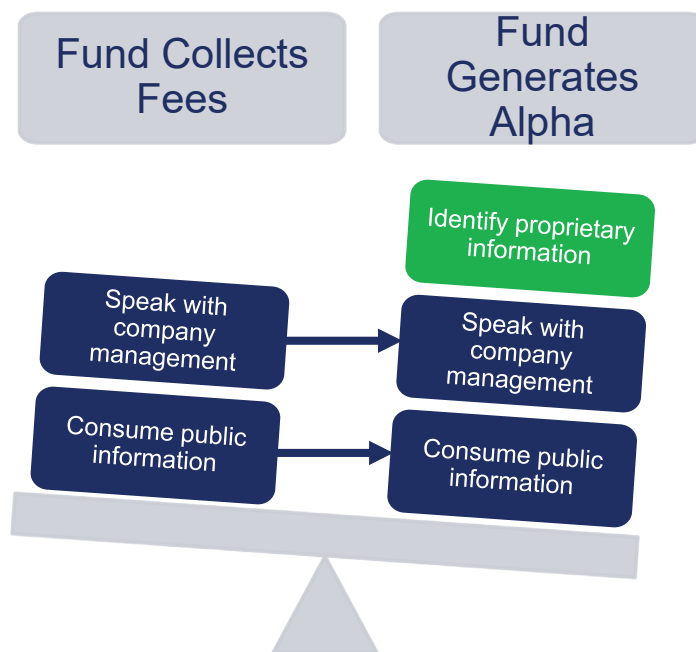 Fund Collects
Fees
Fund
Generates
Alpha
Identify proprietary
information
Speak with
company
management
Speak with
company
management
Consume public
information
Consume public
information